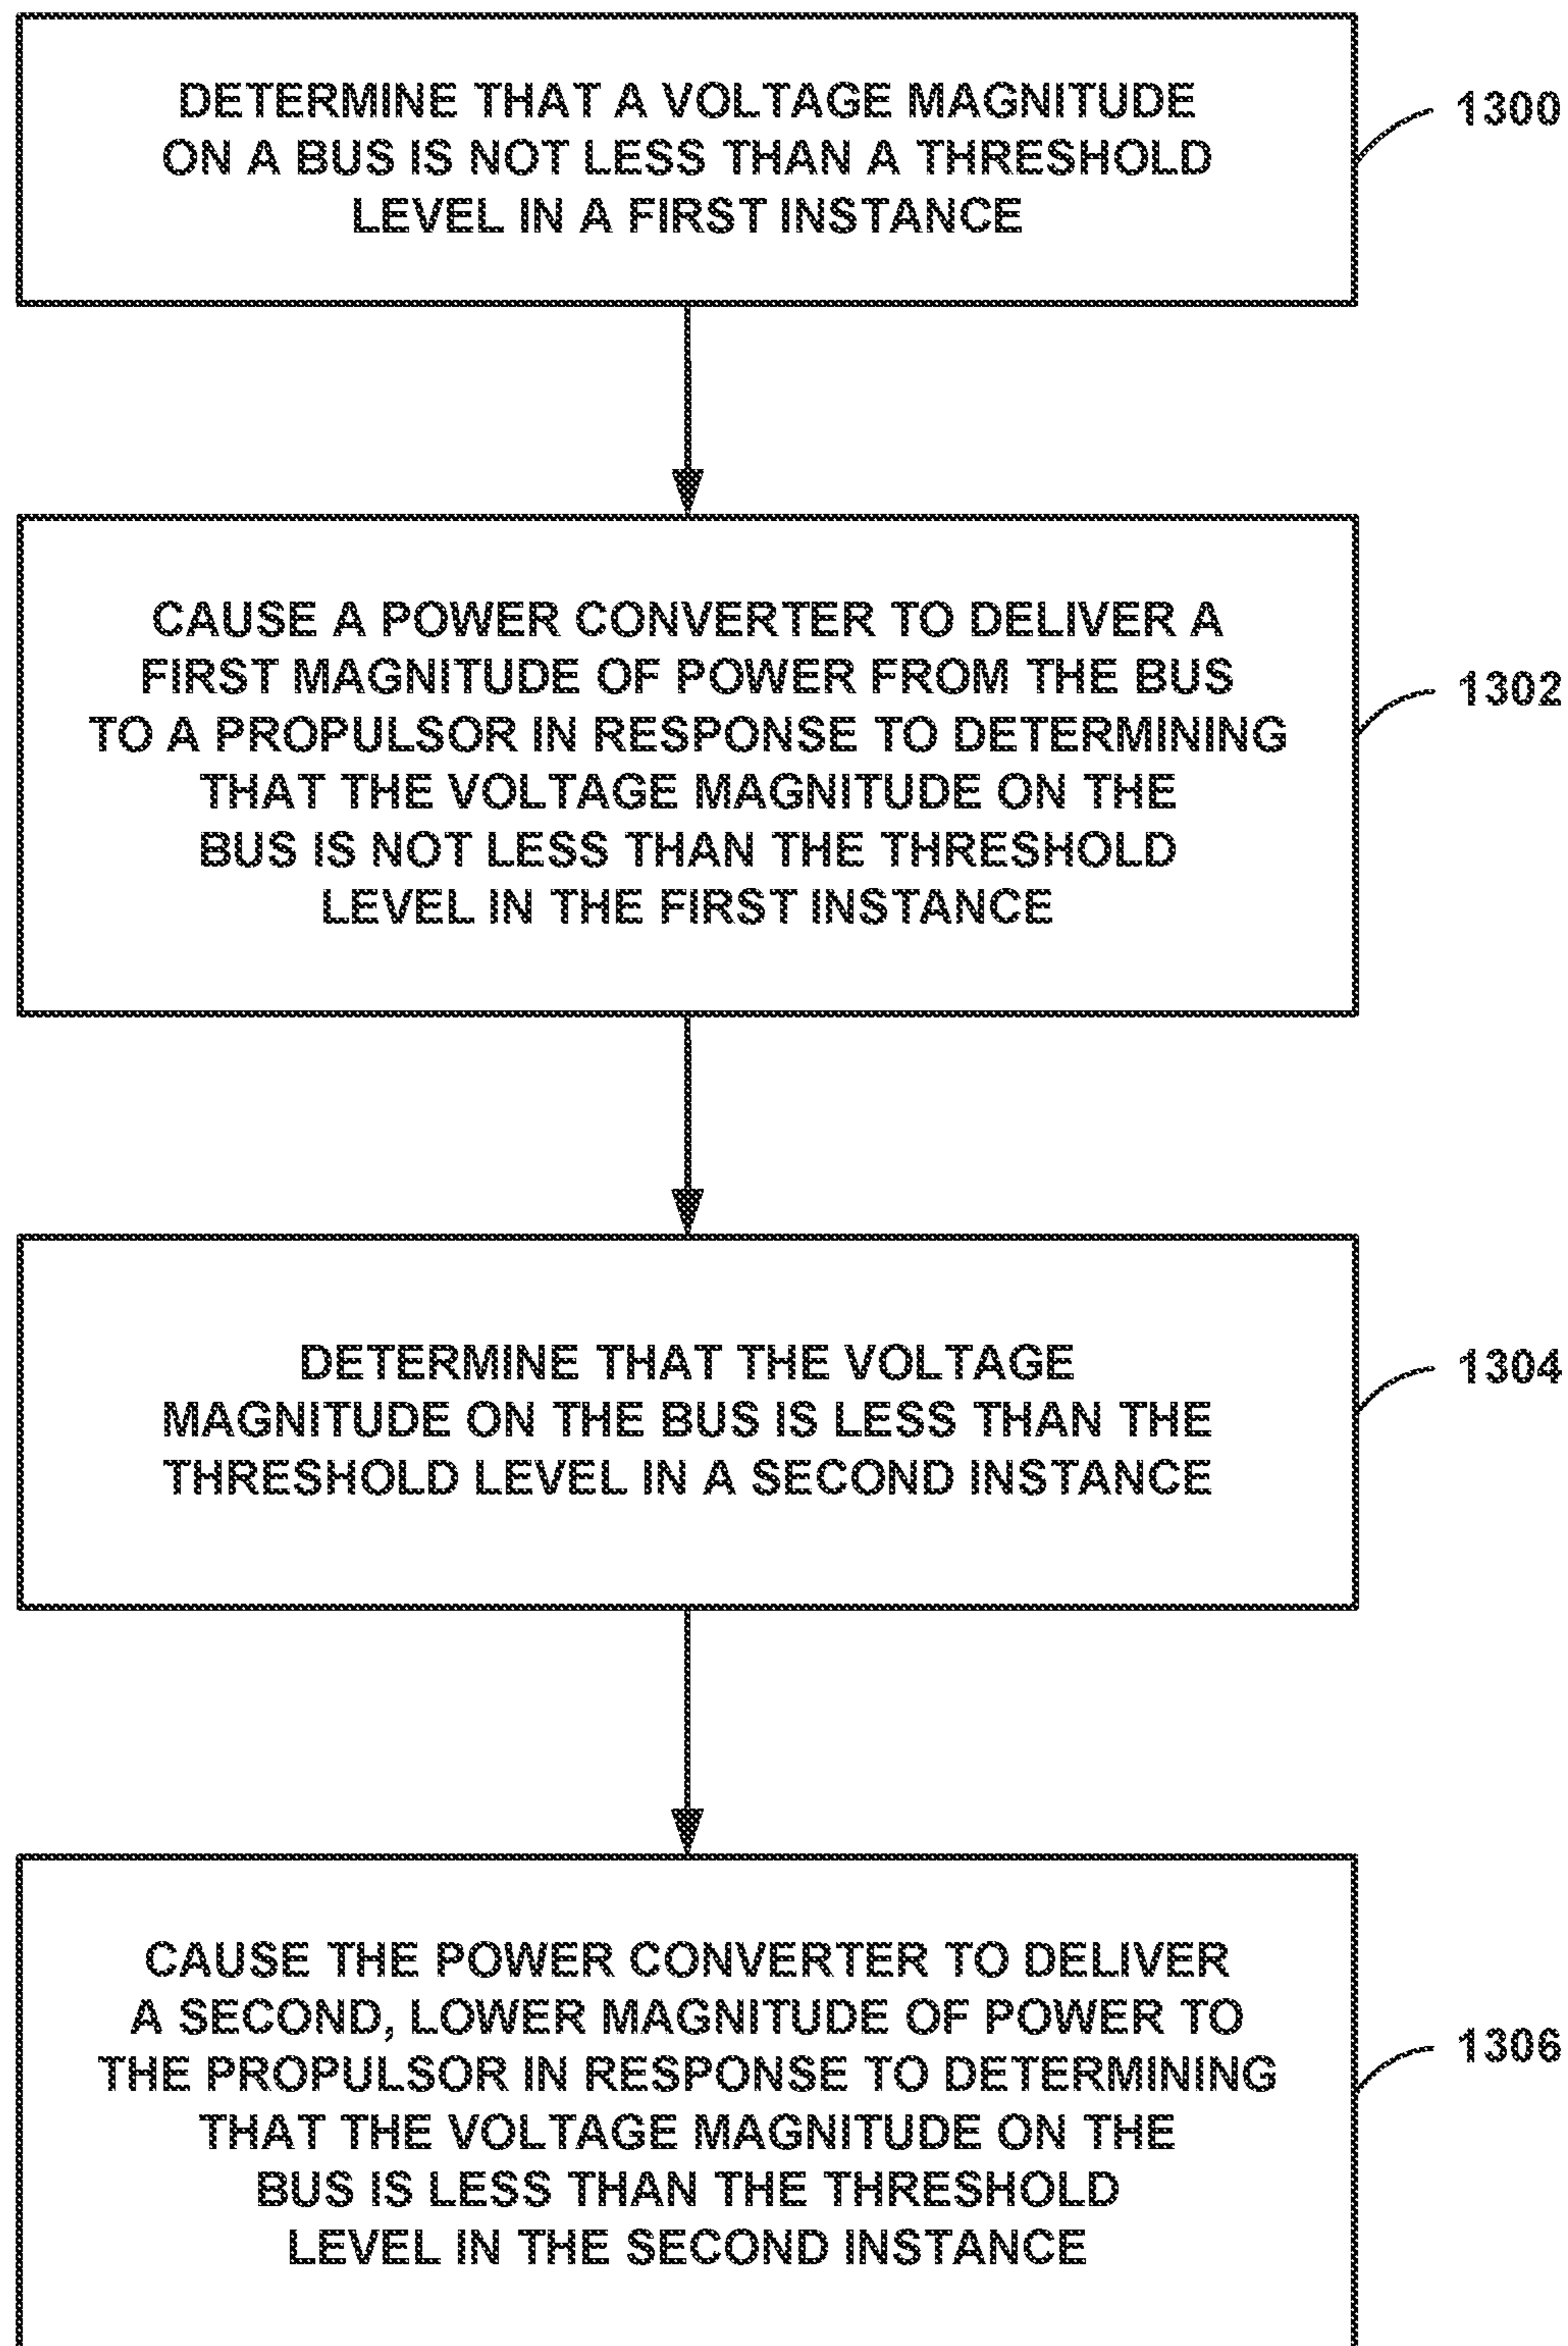 DETERMINE THAT A VOLTAGE MAGNITUDE
ON A BUS IS NOT LESS THAN A THRESHOLD
LEVEL IN A FIRST INSTANCE
1300
CAUSE A POWER CONVERTER TO DELIVER A
FIRST MAGNITUDE OF POWER FROM THE BUS
TO A PROPULSOR IN RESPONSE TO DETERMINING
THAT THE VOLTAGE MAGNITUDE ON THE
BUS IS NOT LESS THAN THE THRESHOLD
LEVEL IN THE FIRST INSTANCE
1302
DETERMINE THAT THE VOLTAGE
MAGNITUDE ON THE BUS IS LESS THAN THE
THRESHOLD LEVEL IN A SECOND INSTANCE
1304
CAUSE THE POWER CONVERTER TO DELIVER
A SECOND, LOWER MAGNITUDE OF POWER TO
THE PROPULSOR IN RESPONSE TO DETERMINING
THAT THE VOLTAGE MAGNITUDE ON THE
BUS IS LESS THAN THE THRESHOLD
LEVEL IN THE SECOND INSTANCE
1306